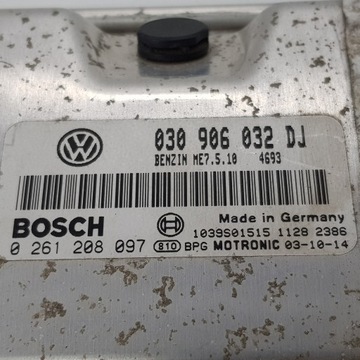 030 906 032 DJ
BENZIN ME7.5.10 4693
BOSCH
Made in Germany
1039S01515 1128 2386
0 261 208 097
810 BPG MOTRONIC 03-10-14